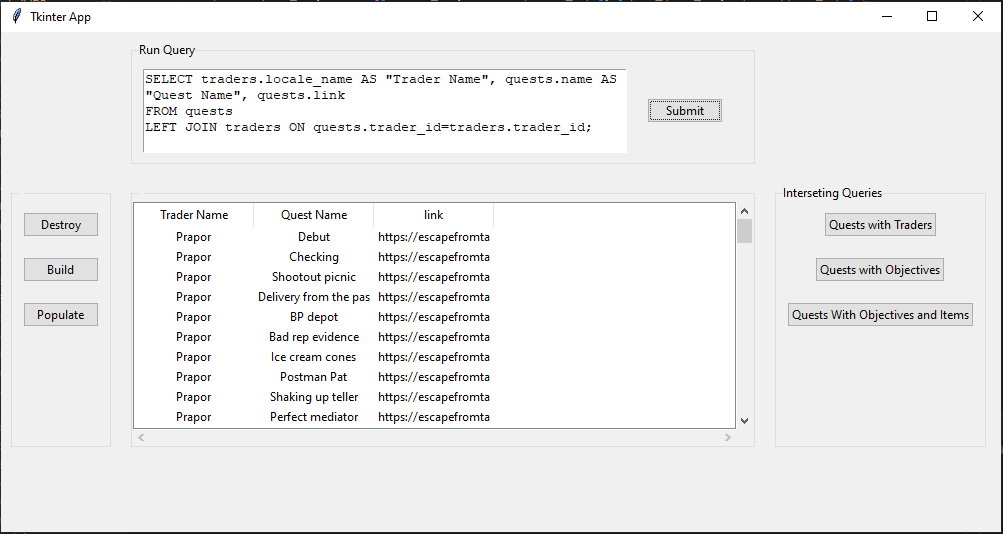 Tkinter App
Run Query
SELECT traders.locale_name AS "Trader Name", quests.name AS
"Quest Name", quests.link
FROM quests
LEFT JOIN traders ON quests.trader_id=traders.trader_id;
Submit
Destroy
Build
Populate
Trader Name Quest Name link
Prapor Debut https://escapefromta
Prapor Checking https://escapefromta
Prapor Shootout picnic https://escapefromta
Prapor Delivery from the pas https://escapefromta
Prapor BP depot https://escapefromta
Prapor Bad rep evidence https://escapefromta
Prapor Ice cream cones https://escapefromta
Prapor Postman Pat https://escapefromta
Prapor Shaking up teller https://escapefromta
Prapor Perfect mediator https://escapefromta
Interseting Queries
Quests with Traders
Quests with Objectives
Quests With Objectives and Items